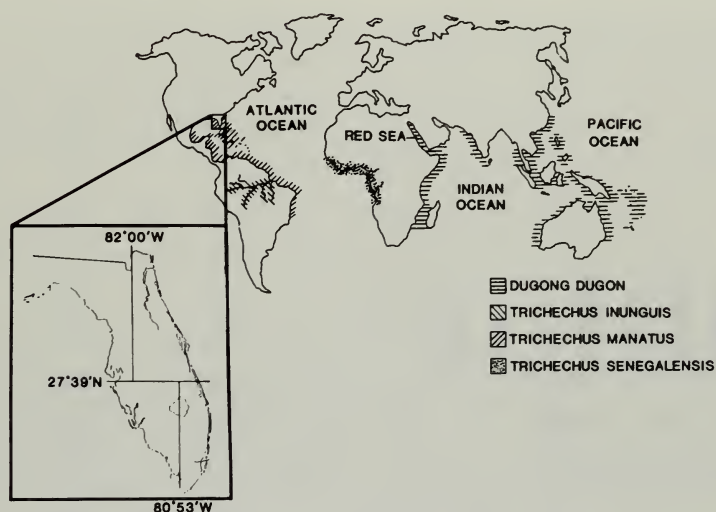 ATLANTIC
OCEAN
RED SEA
PACIFIC
OCEAN
INDIAN
OCEAN
82°00'W
27°39'N
80°53'W
DUGONG DUGON
TRICHECHUS INUNGUIS
TRICHECHUS MANATUS
TRICHECHUS SENEGALENSIS